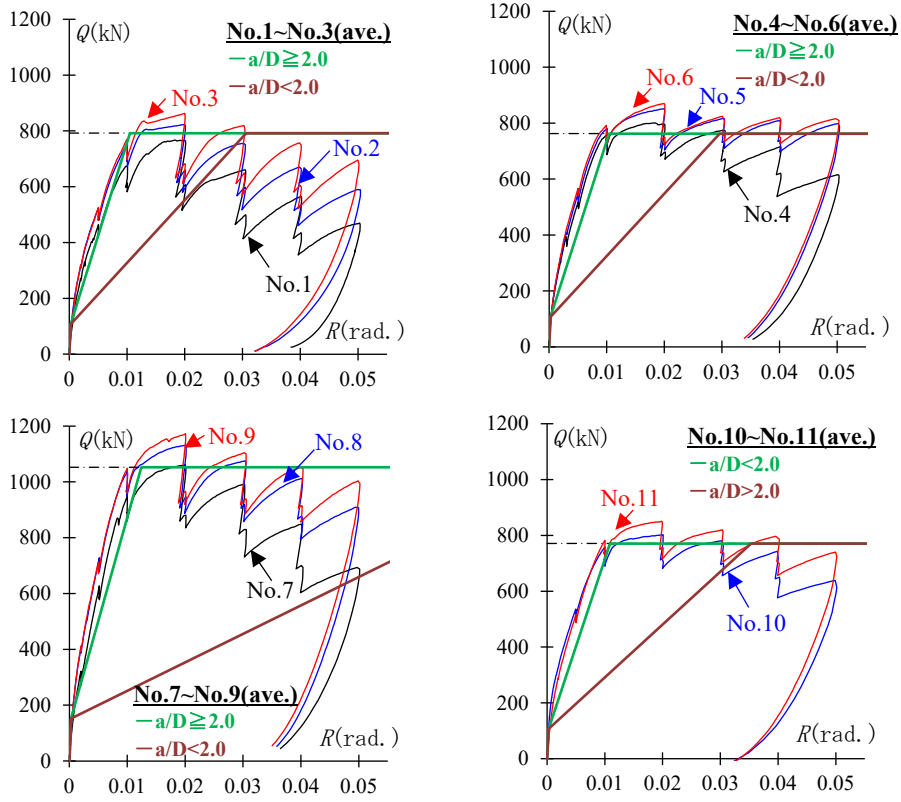 1200
Q(kN)
No.1~No.3(ave.)
1000
—a/D≧2.0
No.3
—a/D<2.0
800
No.2
600
400
No.1
200
R(rad.)
0
0 0.01 0.02 0.03 0.04 0.05
1200
Q(kN)
No.4~No.6(ave.)
—a/D≧2.0
1000
No.6
No.5
—a/D<2.0
800
600
No.4
400
200
R(rad.)
0
0 0.01 0.02 0.03 0.04 0.05
1200
Q(kN)
No.9
No.8
1000
800
No.7
600
400
No.7~No.9(ave.)
200
—a/D≧2.0
R(rad.)
—a/D<2.0
0
0 0.01 0.02 0.03 0.04 0.05
1200
Q(kN)
No.10~No.11(ave.)
—a/D<2.0
1000
No.11
—a/D>2.0
800
600
No.10
400
200
R(rad.)
0
0 0.01 0.02 0.03 0.04 0.05